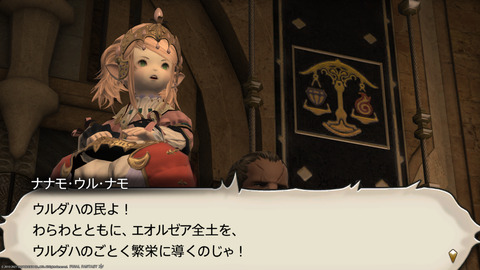 ナナモ・ウル・ナモ
ウルダハの民よ！
わらわとともに、エオルゼア全土を、
ウルダハのごとく繁栄に導くのじゃ！